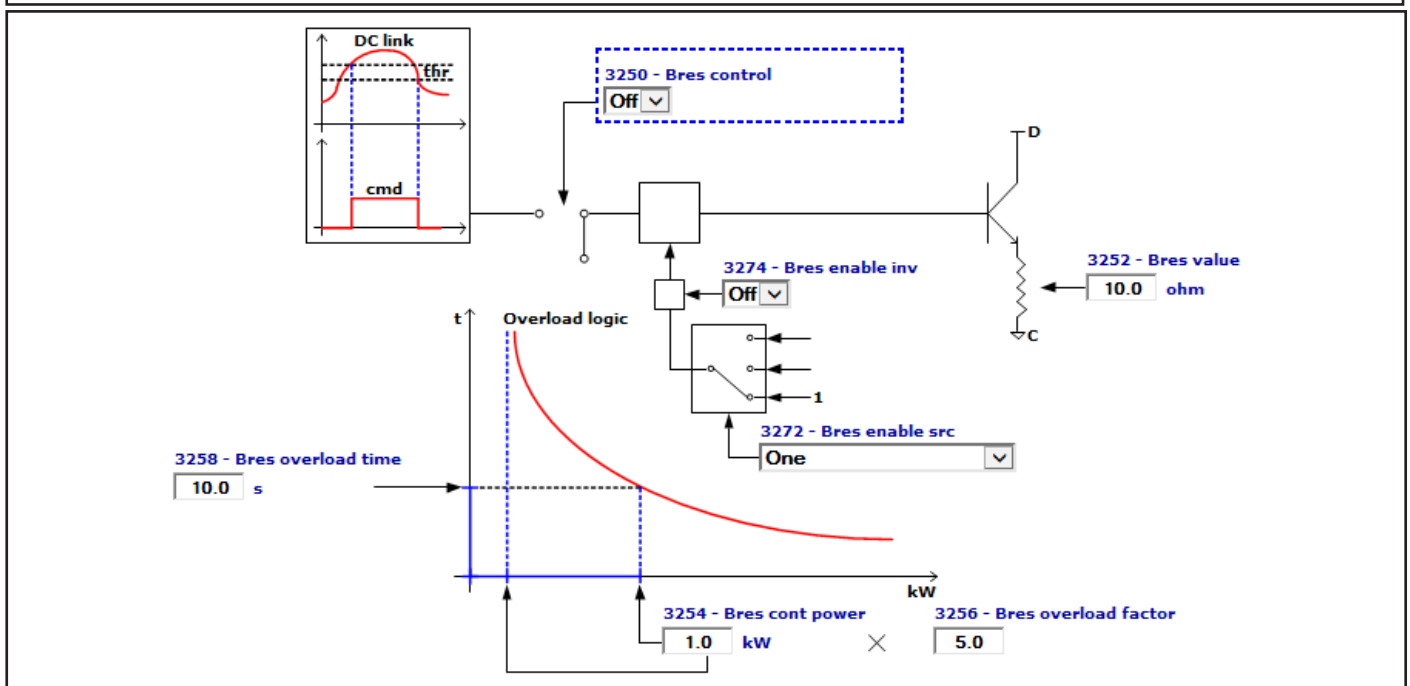 DC link
thr
cmd
3250 - Bres control
Off
D
3274 - Bres enable inv
Off
3252 - Bres value
10.0 ohm
C
t
Overload logic
1
3272 - Bres enable src
One
3258 - Bres overload time
10.0 s
kW
3254 - Bres cont power
3256 - Bres overload factor
1.0 kW
5.0